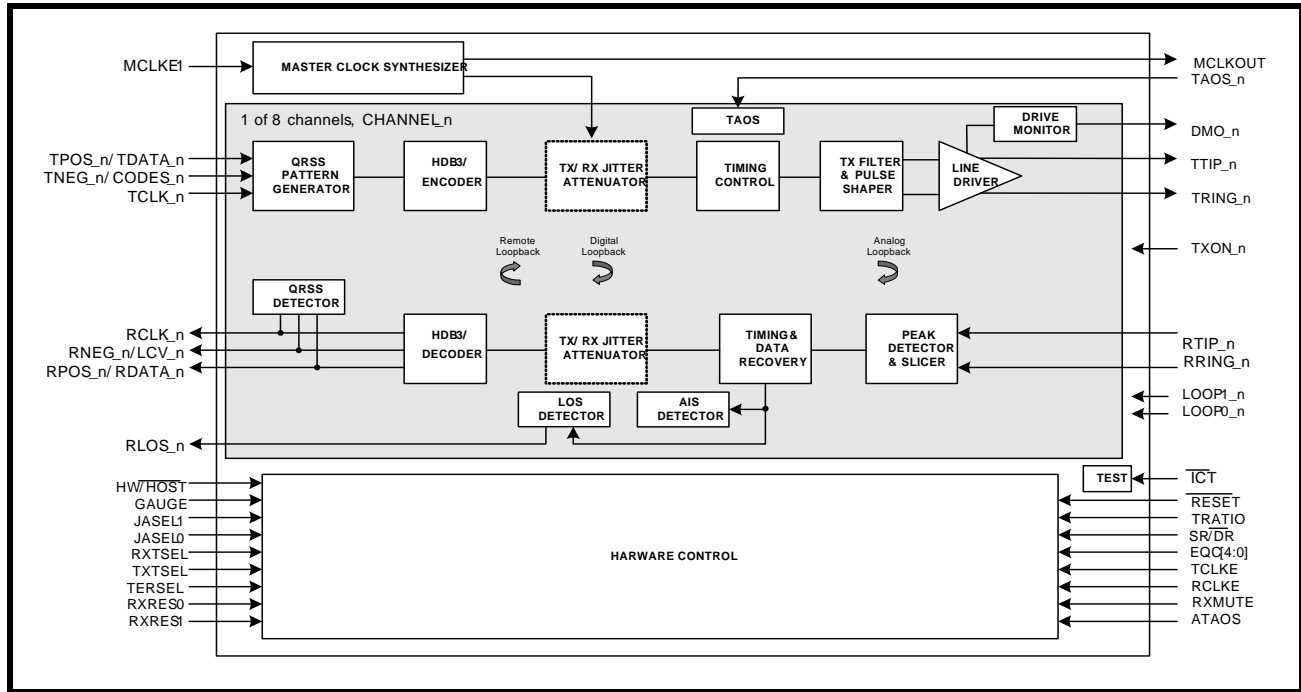 MCLKE1
MASTER CLOCK SYNTHESIZER
MCLKOUT
TAOS_n
1 of 8 channels, CHANNEL_n
TAOS
DRIVE
MONITOR
DMO_n
TPOS_n/ TDATA_n
TNEG_n/ CODES_n
TCLK_n
QRSS
PATTERN
GENERATOR
HDB3/
ENCODER
TX/ RX JITTER
ATTENUATOR
TIMING
CONTROL
TX FILTER
& PULSE
SHAPER
LINE
DRIVER
TTIP_n
TRING_n
Remote
Loopback
Digital
Loopback
Analog
Loopback
TXON_n
QRSS
DETECTOR
RCLK_n
RNEG_n/ LCV_n
RPOS_n/ RDATA_n
HDB3/
DECODER
TX/ RX JITTER
ATTENUATOR
TIMING&
DATA
RECOVERY
PEAK
DETECTOR
& SLICER
RTIP_n
RRING_n
LOS
DETECTOR
AIS
DETECTOR
LOOP1_n
LOOP0_n
RLOS_n
TEST
ICT
HW/HOST
GAUGE
JASEL1
JASEL0
RXTSEL
TXTSEL
TERSEL
RXRES0
RXRES1
HARWARE CONTROL
RESET
TRATIO
SR/DR
EQC[4:0]
TCLKE
RCLKE
RXMUTE
ATAOS